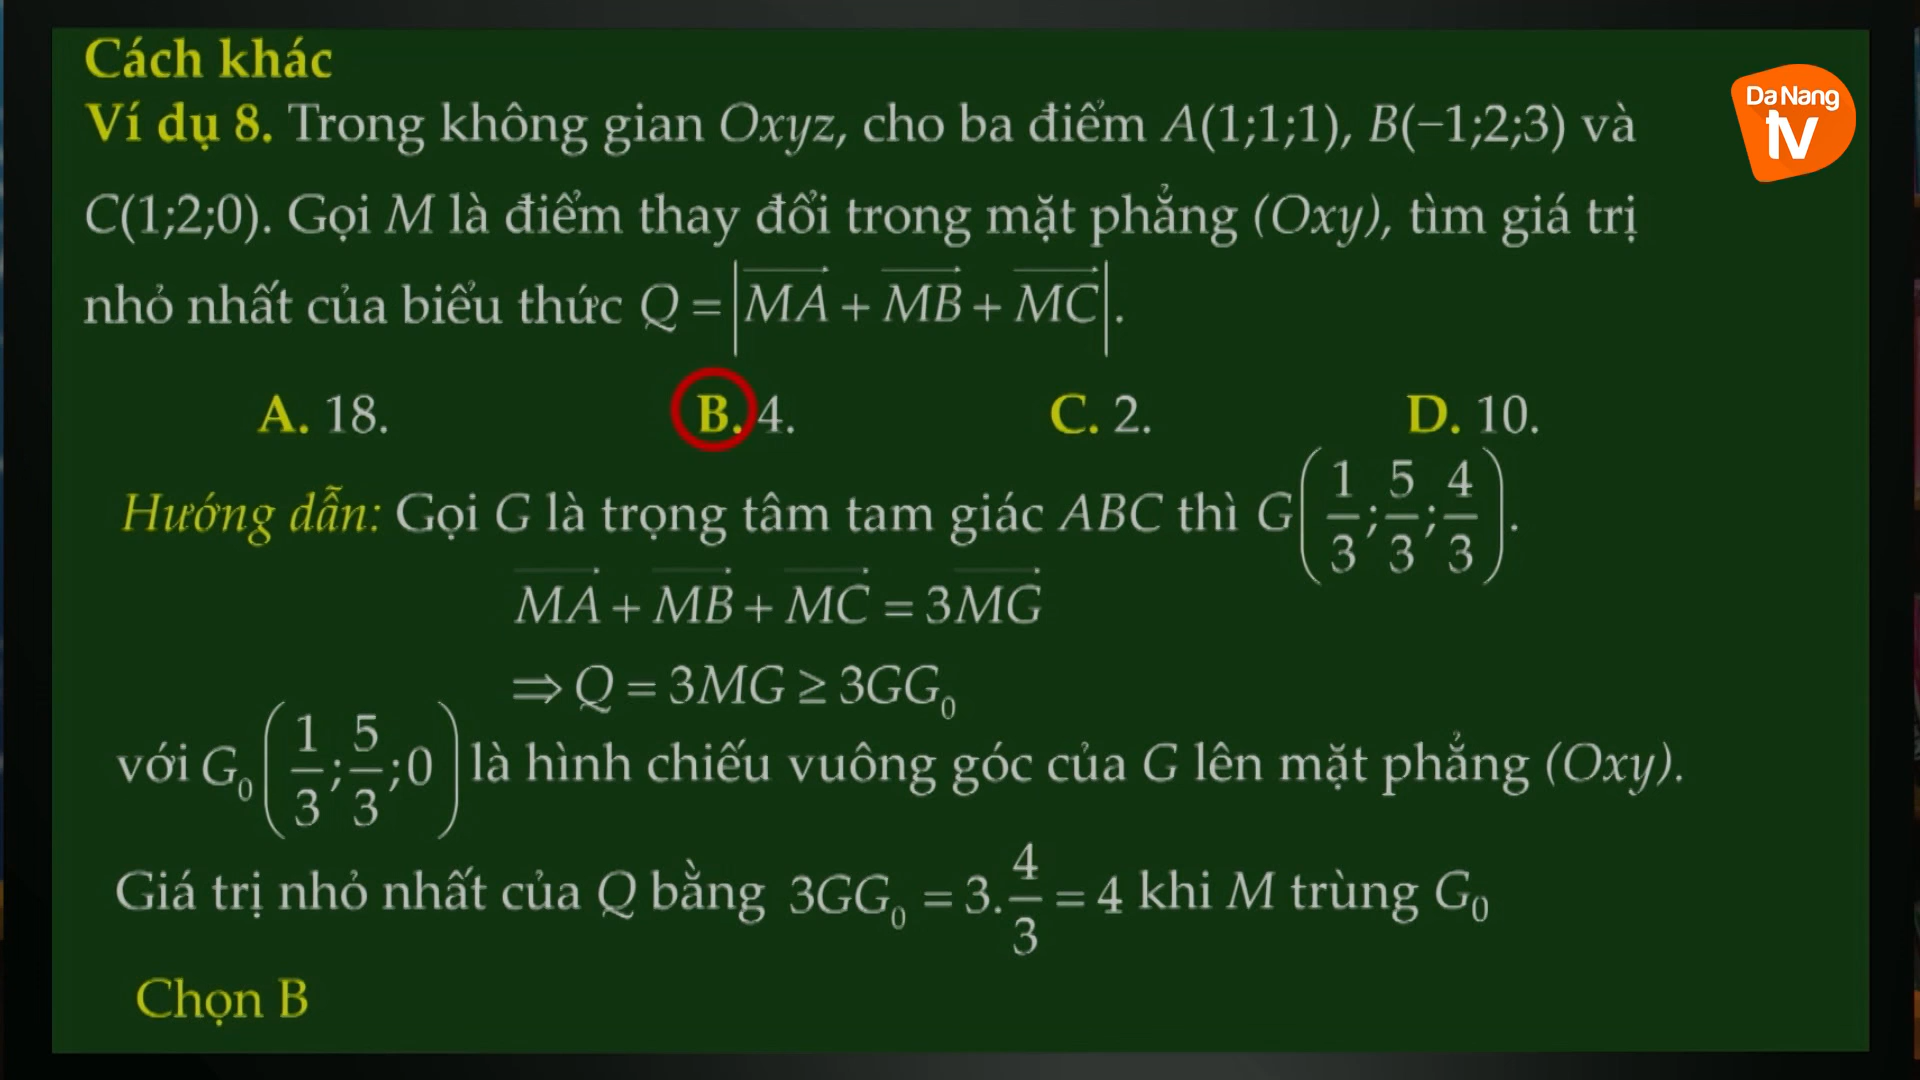 Cách khác
Da Nang
tv
Ví dụ 8. Trong không gian Oxyz, cho ba điểm A(1;1;1), B(−1;2;3) và
C(1;2;0). Gọi M là điểm thay đổi trong mặt phẳng (Oxy), tìm giá trị
nhỏ nhất của biểu thức Q = |MA + MB + MC|.
A. 18. B. 4. C. 2. D. 10.
Hướng dẫn: Gọi G là trọng tâm tam giác ABC thì G(1/3; 5/3; 4/3).
MA + MB + MC = 3MG
⇒ Q = 3MG ≥ 3GG₀
với G₀(1/3; 5/3; 0) là hình chiếu vuông góc của G lên mặt phẳng (Oxy).
Giá trị nhỏ nhất của Q bằng 3GG₀ = 3.4/3 = 4 khi M trùng G₀
Chọn B